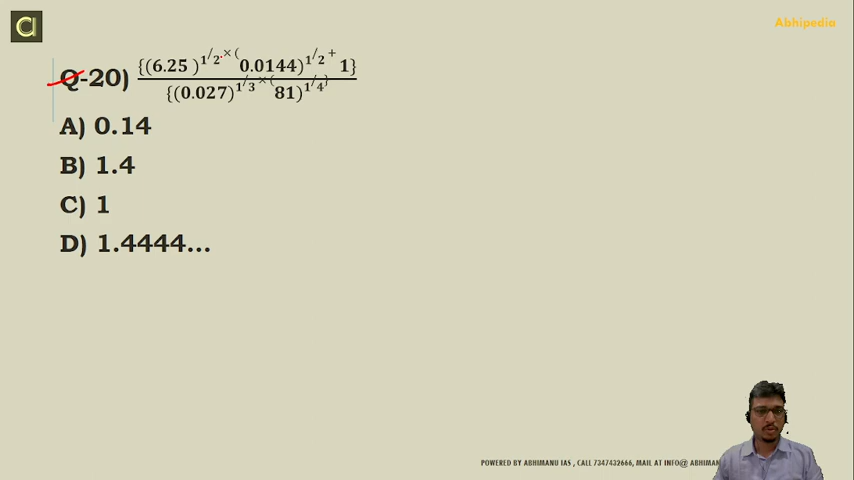 Abhipedia
Q-20) {(6.25 )^1/2 × (0.0144)^1/2 + 1}
{(0.027)^1/3 × (81)^1/4}
A) 0.14
B) 1.4
C) 1
D) 1.4444...
POWERED BY ABHIMANU IAS , CALL 7347432666, MAIL AT INFO@ ABHIMAN